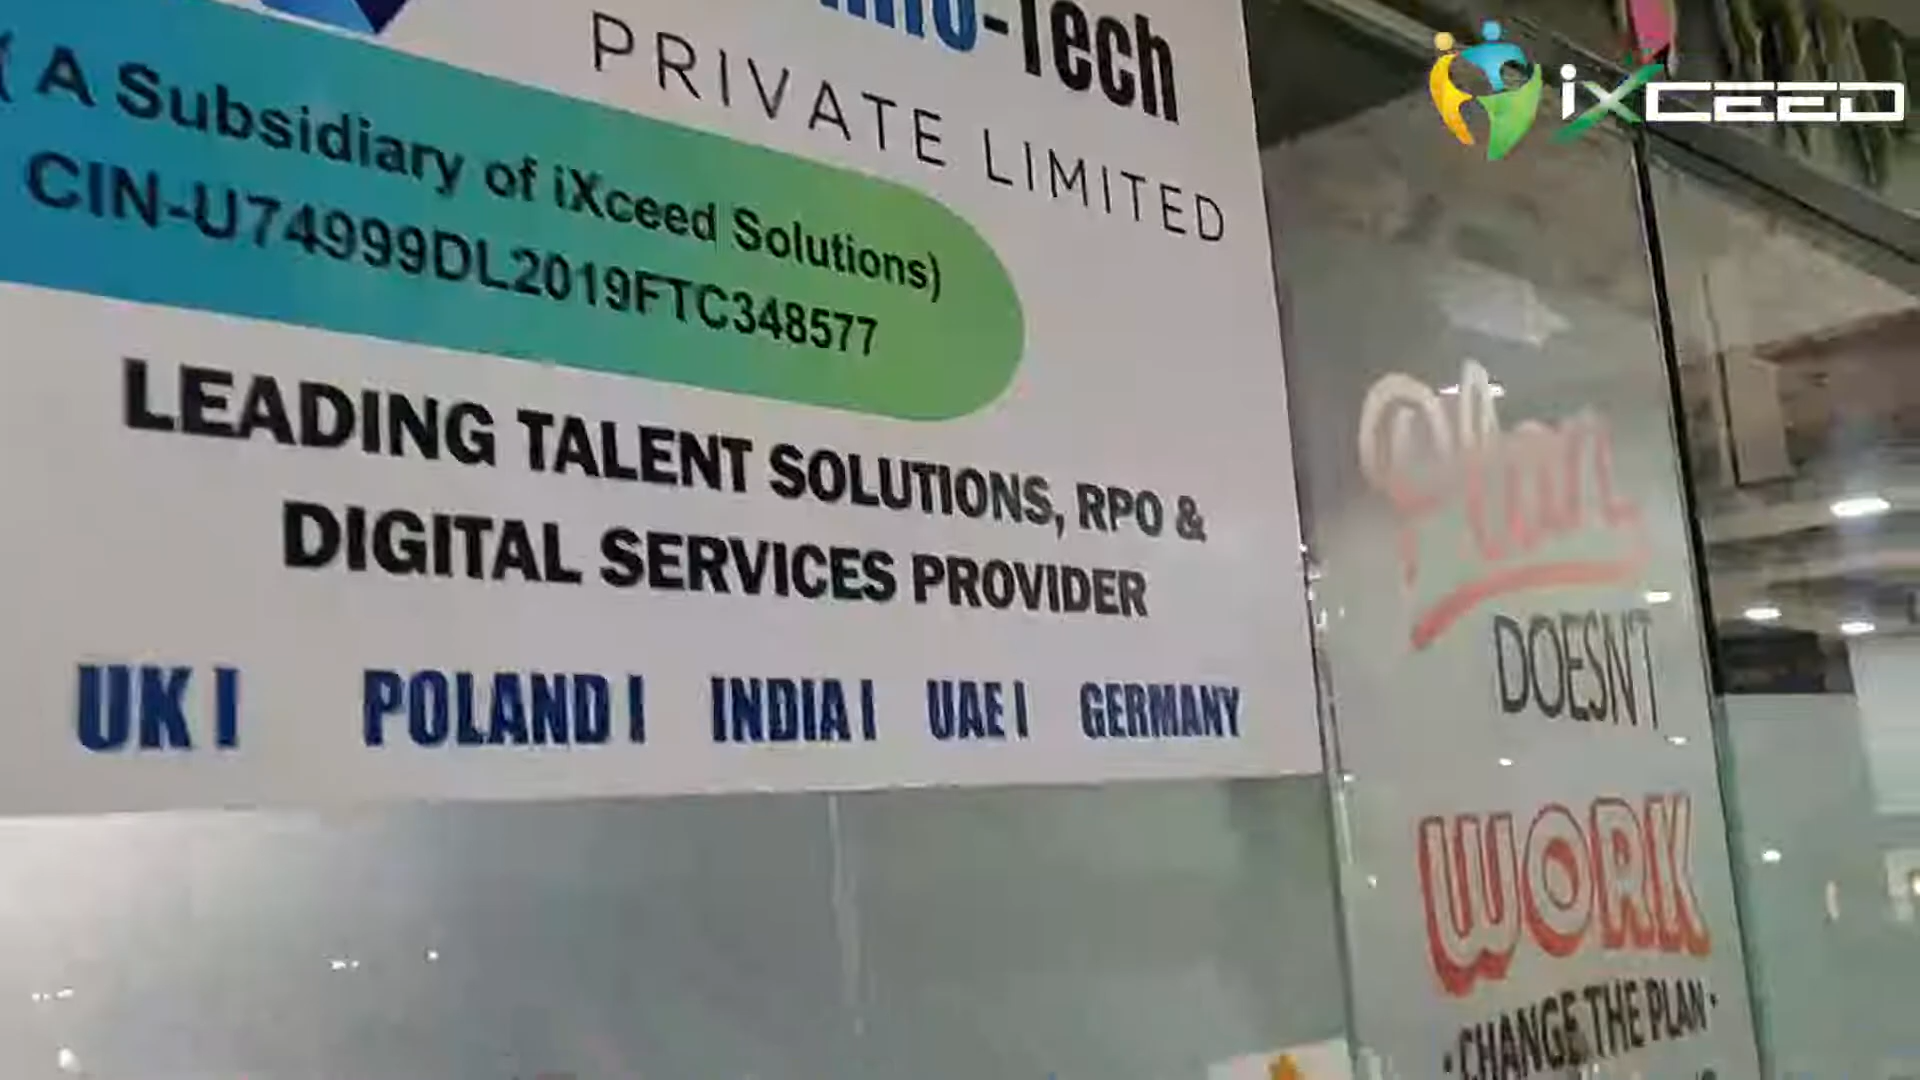 -Tech
PRIVATE LIMITED
( A Subsidiary of iXceed Solutions)
CIN-U74999DL2019FTC348577
LEADING TALENT SOLUTIONS, RPO &
DIGITAL SERVICES PROVIDER
UK | POLAND | INDIA | UAE | GERMANY
iXCEED
Plan
DOESN'T
WORK
·CHANGE THE PLAN·